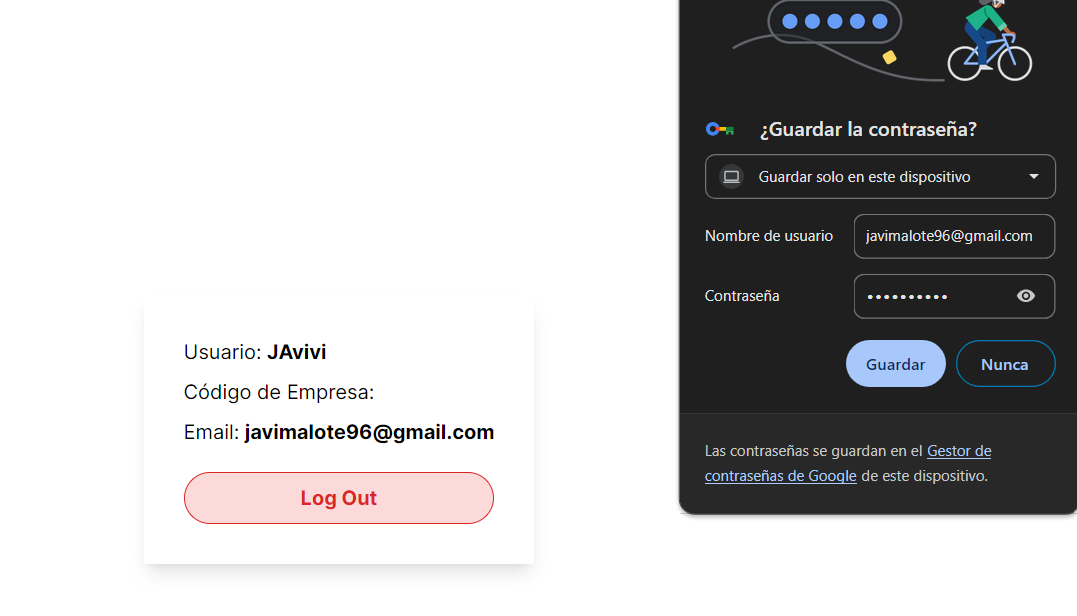 Usuario: JAvivi
Código de Empresa:
Email: javimalote96@gmail.com
Log Out
¿Guardar la contraseña?
Guardar solo en este dispositivo
Nombre de usuario javimalote96@gmail.com
Contraseña ••••••••••
Guardar Nunca
Las contraseñas se guardan en el Gestor de
contraseñas de Google de este dispositivo.